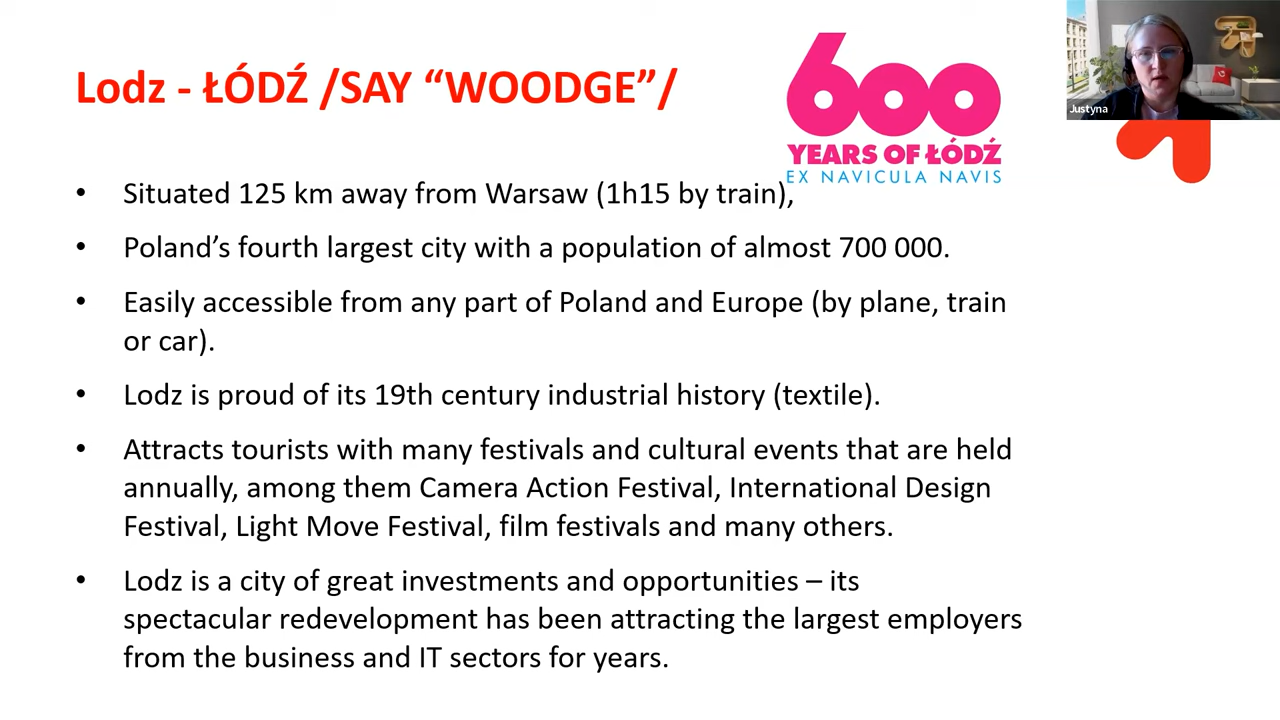 Lodz - ŁÓDŹ /SAY “WOODGE”/
600
YEARS OF ŁÓDŹ
EX NAVICULA NAVIS
Justyna
• Situated 125 km away from Warsaw (1h15 by train),
• Poland’s fourth largest city with a population of almost 700 000.
• Easily accessible from any part of Poland and Europe (by plane, train
or car).
• Lodz is proud of its 19th century industrial history (textile).
• Attracts tourists with many festivals and cultural events that are held
annually, among them Camera Action Festival, International Design
Festival, Light Move Festival, film festivals and many others.
• Lodz is a city of great investments and opportunities – its
spectacular redevelopment has been attracting the largest employers
from the business and IT sectors for years.